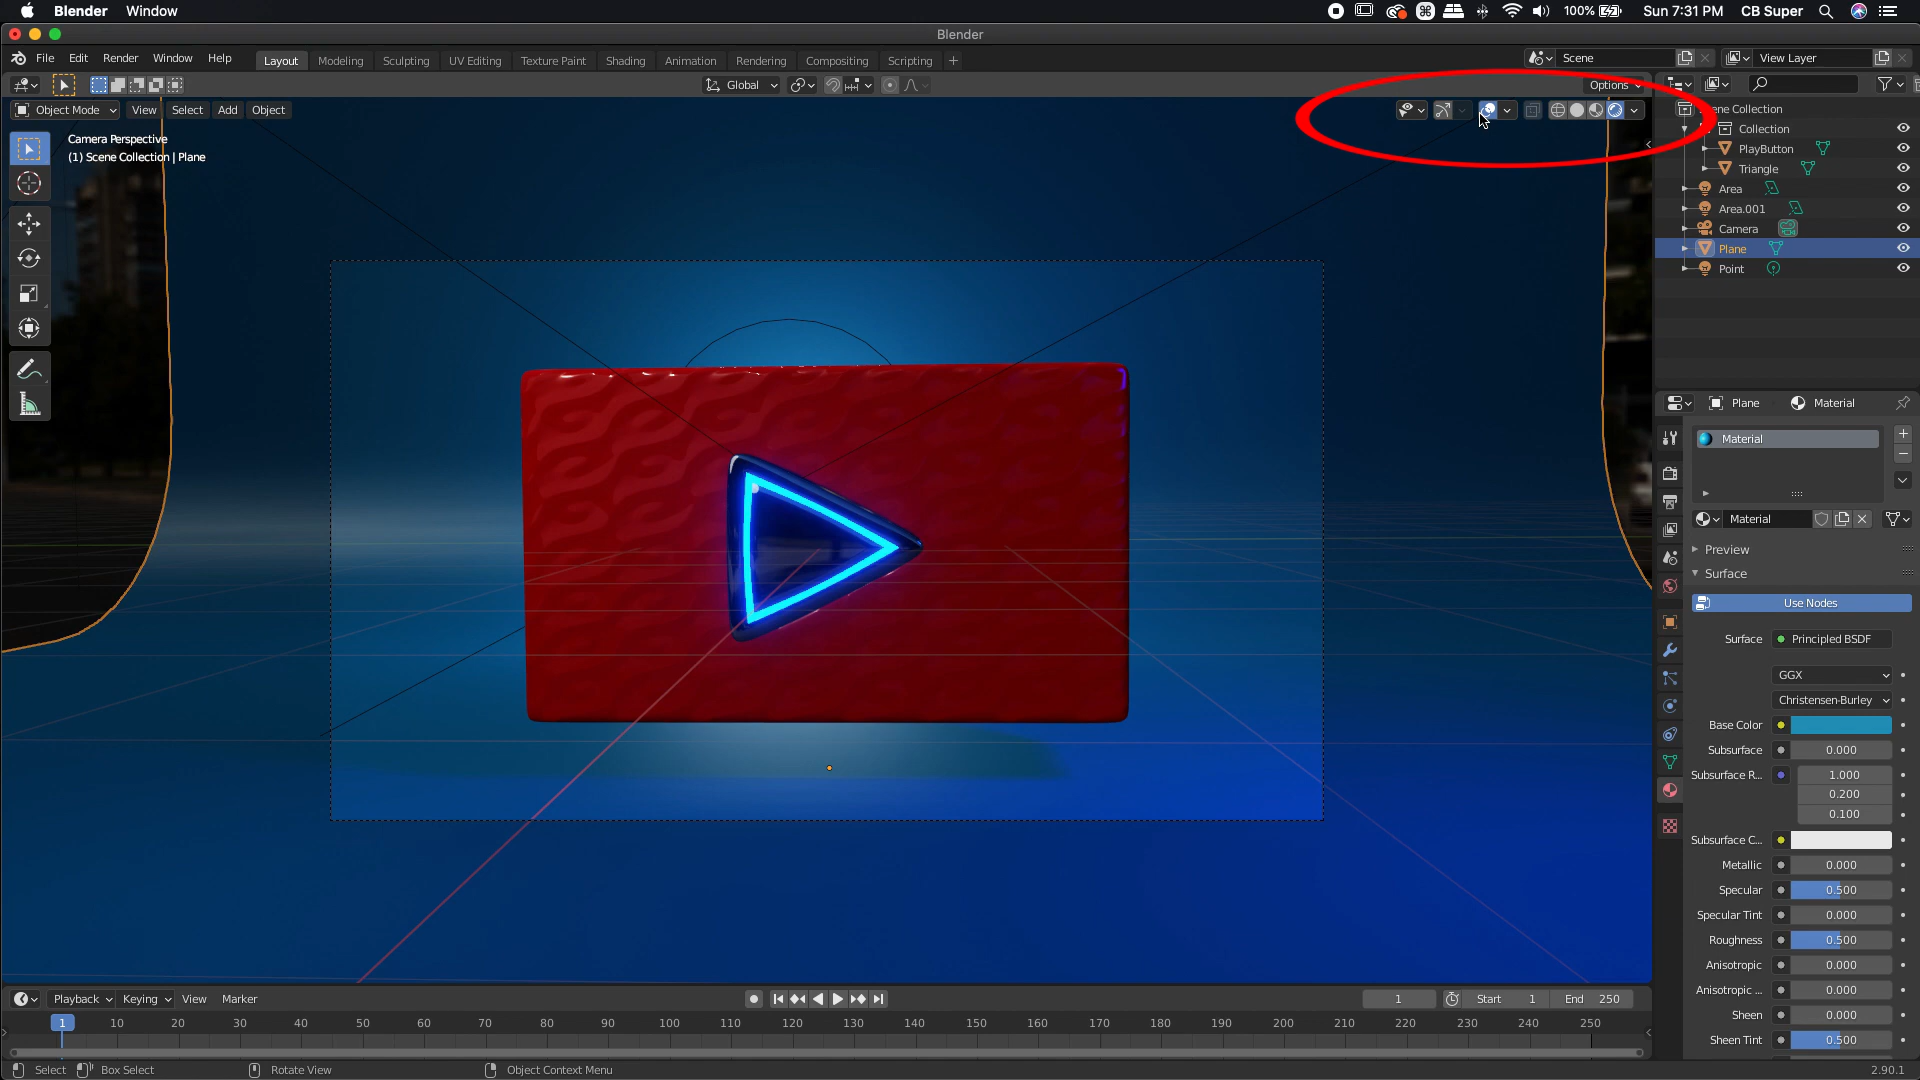 Blender Window
100% Sun 7:31 PM CB Super
Blender
File Edit Render Window Help Layout Modeling Sculpting UV Editing Texture Paint Shading Animation Rendering Compositing Scripting + Scene View Layer
Global Options
Object Mode View Select Add Object
Camera Perspective
(1) Scene Collection | Plane
ene Collection
Collection
PlayButton
Triangle
Area
Area.001
Camera
Plane
Point
Plane Material
Material
Material
Preview
Surface
Use Nodes
Surface Principled BSDF
GGX
Christensen-Burley
Base Color
Subsurface 0.000
Subsurface R... 1.000
0.200
0.100
Subsurface C...
Metallic 0.000
Specular 0.500
Specular Tint 0.000
Roughness 0.500
Anisotropic 0.000
Anisotropic ... 0.000
Sheen 0.000
Sheen Tint 0.500
Playback Keying View Marker 1 Start 1 End 250
1 10 20 30 40 50 60 70 80 90 100 110 120 130 140 150 160 170 180 190 200 210 220 230 240 250
Select Box Select Rotate View Object Context Menu 2.90.1